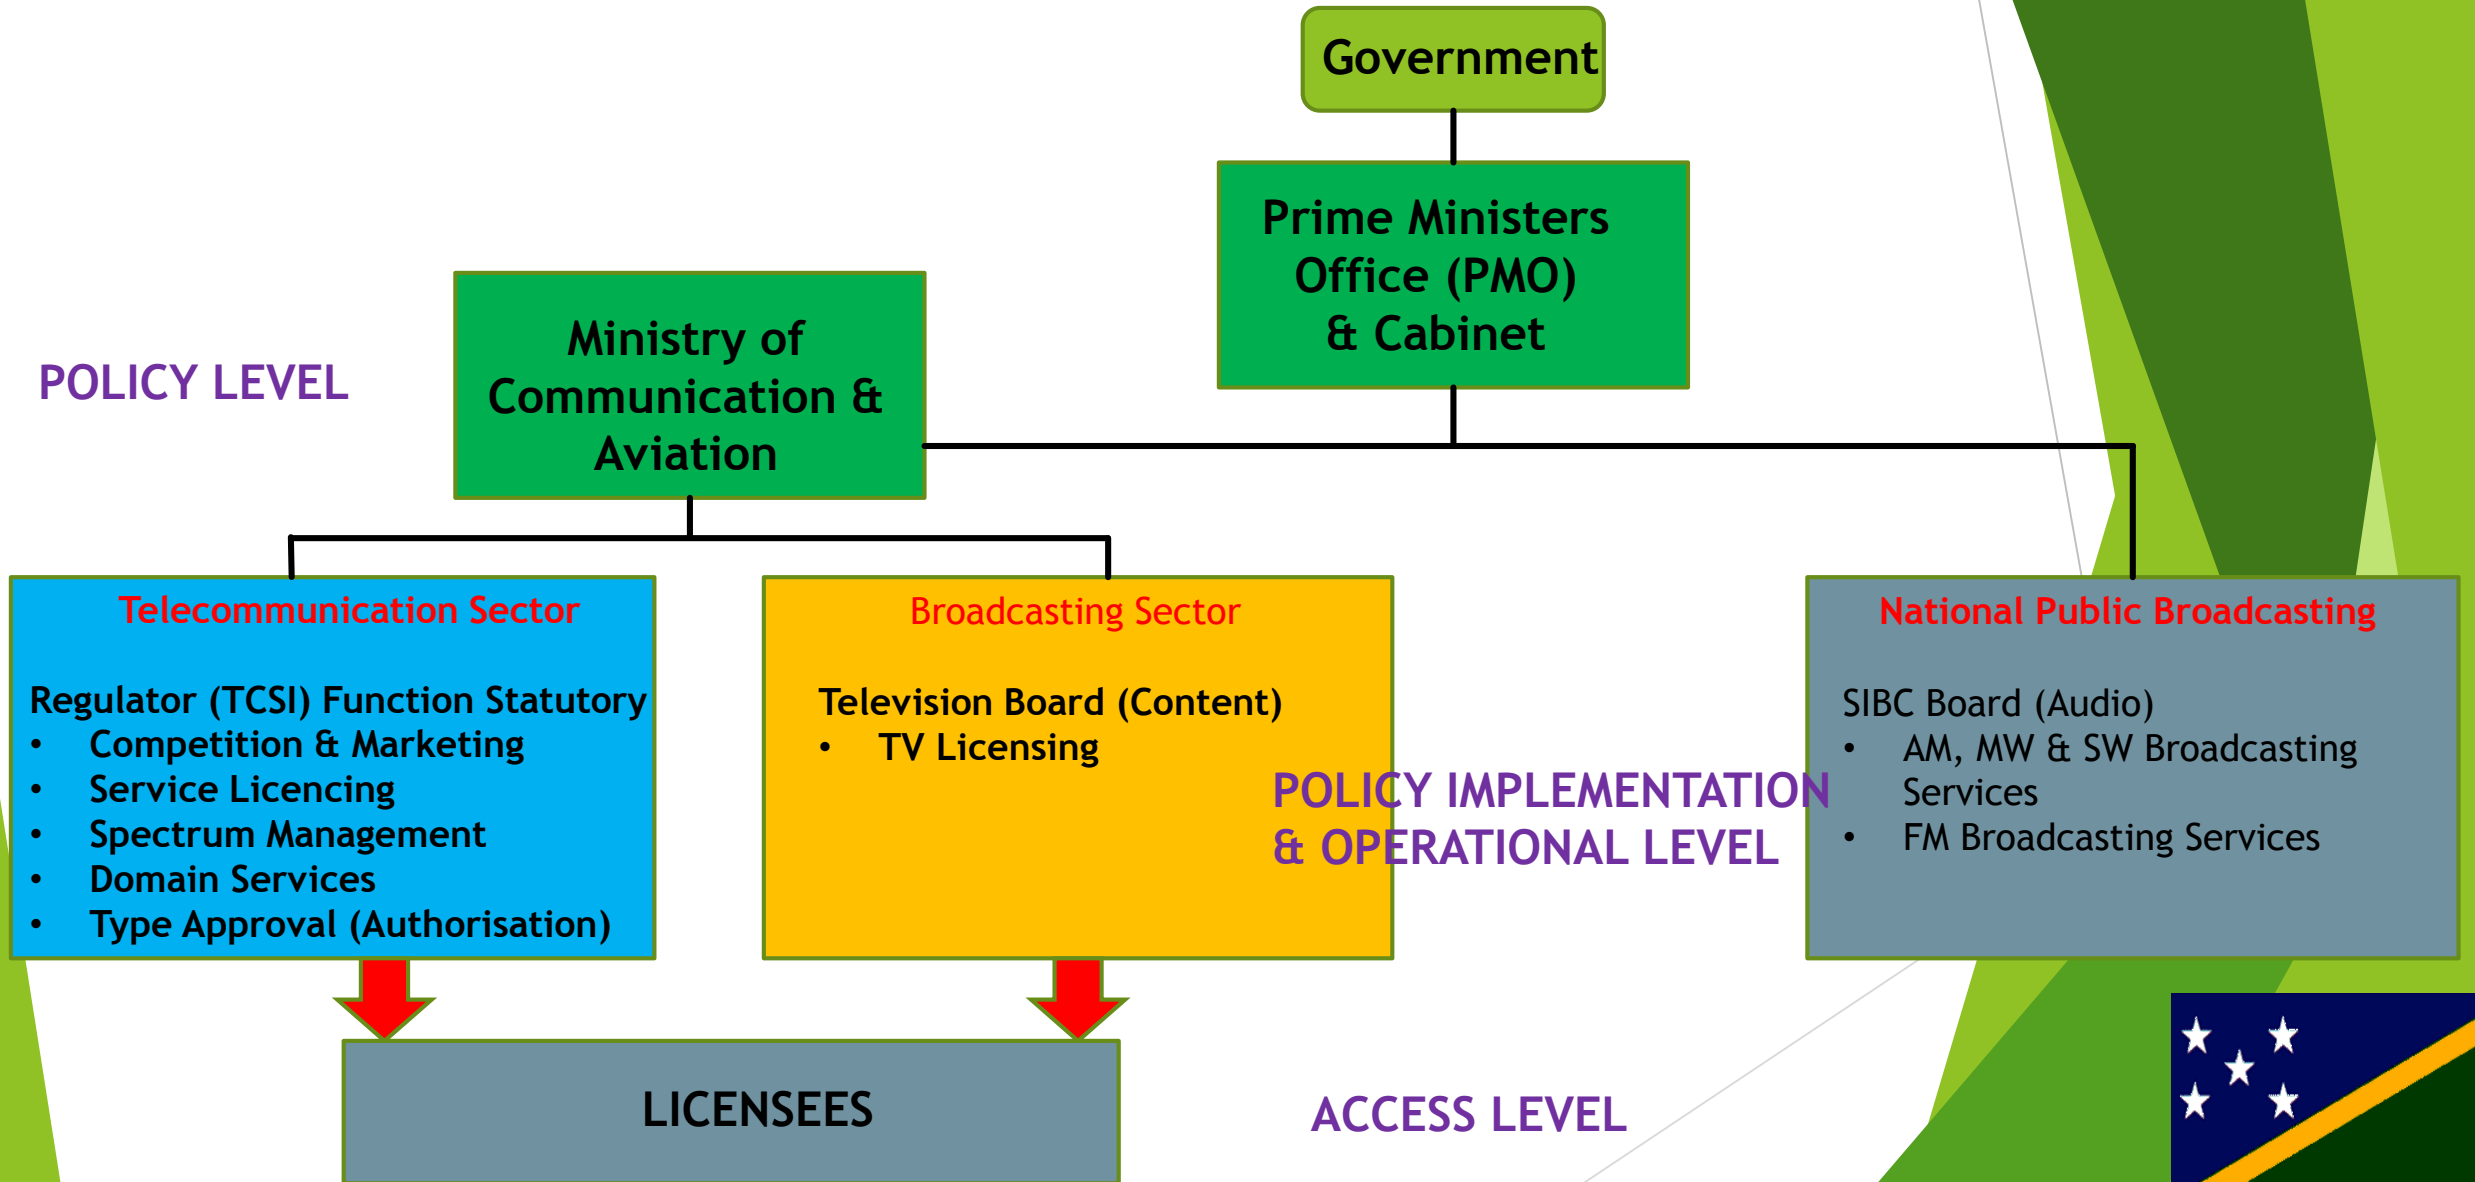 Government
Prime Ministers
Office (PMO)
& Cabinet
Ministry of
Communication &
Aviation
POLICY LEVEL
Telecommunication Sector
Regulator (TCSI) Function Statutory
• Competition & Marketing
• Service Licencing
• Spectrum Management
• Domain Services
• Type Approval (Authorisation)
Broadcasting Sector
Television Board (Content)
• TV Licensing
POLICY IMPLEMENTATION
& OPERATIONAL LEVEL
National Public Broadcasting
SIBC Board (Audio)
• AM, MW & SW Broadcasting
Services
• FM Broadcasting Services
LICENSEES
ACCESS LEVEL